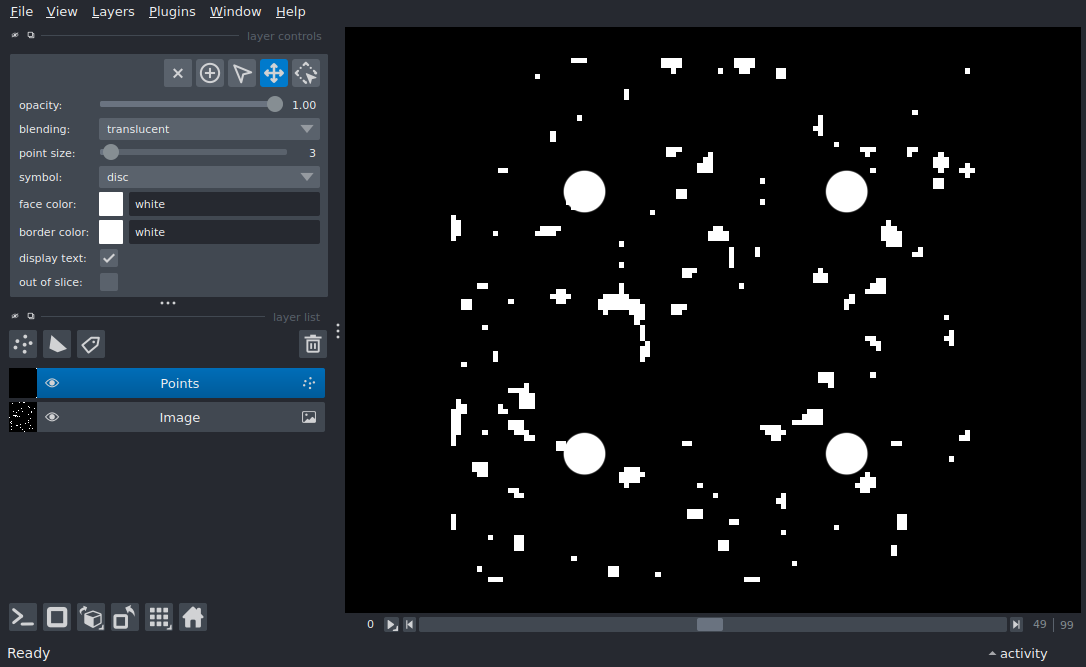 File View Layers Plugins Window Help
layer controls
opacity: 1.00
blending: translucent
point size: 3
symbol: disc
face color: white
border color: white
display text:
out of slice:
layer list
Points
Image
0 49 | 99
Ready activity